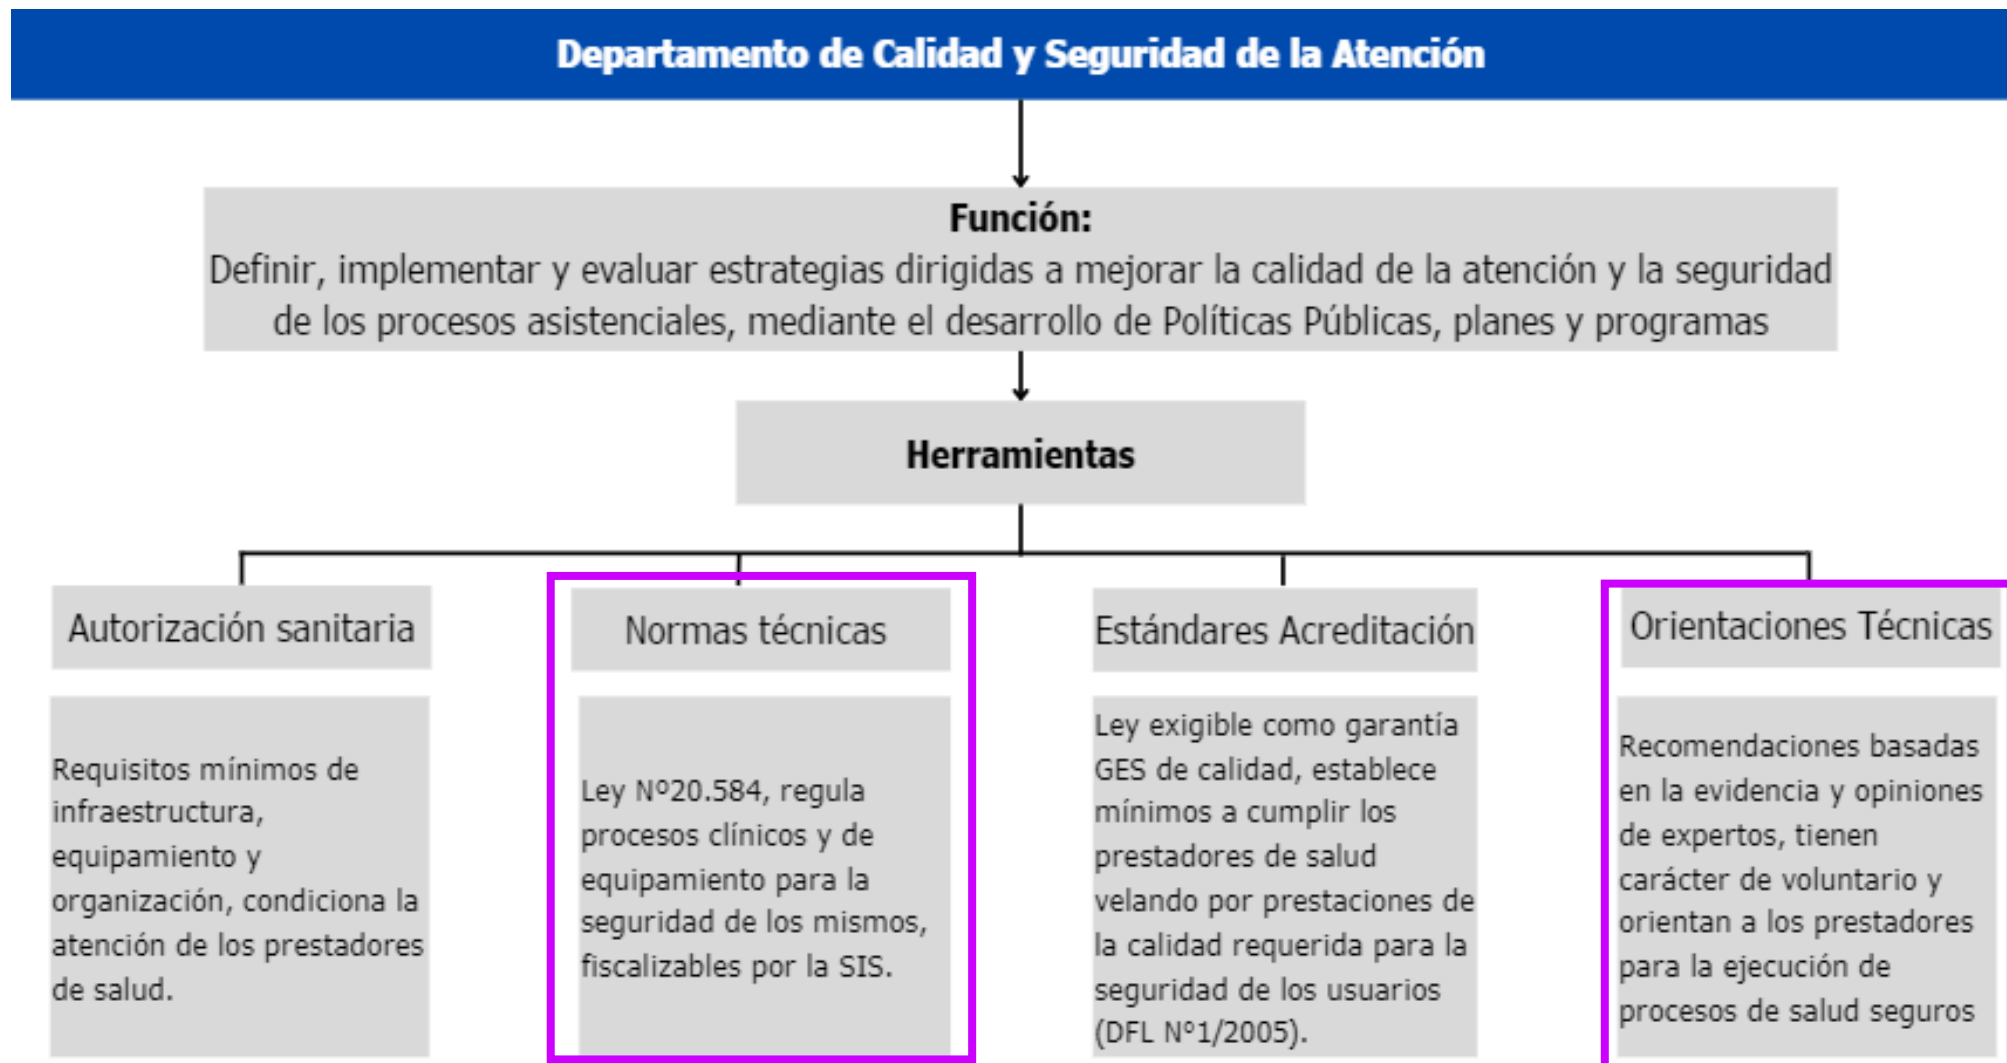 Departamento de Calidad y Seguridad de la Atención
Función:
Definir, implementar y evaluar estrategias dirigidas a mejorar la calidad de la atención y la seguridad
de los procesos asistenciales, mediante el desarrollo de Políticas Públicas, planes y programas
Herramientas
Autorización sanitaria
Requisitos mínimos de
infraestructura,
equipamiento y
organización, condiciona la
atención de los prestadores
de salud.
Normas técnicas
Ley Nº20.584, regula
procesos clínicos y de
equipamiento para la
seguridad de los mismos,
fiscalizables por la SIS.
Estándares Acreditación
Ley exigible como garantía
GES de calidad, establece
mínimos a cumplir los
prestadores de salud
velando por prestaciones de
la calidad requerida para la
seguridad de los usuarios
(DFL Nº1/2005).
Orientaciones Técnicas
Recomendaciones basadas
en la evidencia y opiniones
de expertos, tienen
carácter de voluntario y
orientan a los prestadores
para la ejecución de
procesos de salud seguros